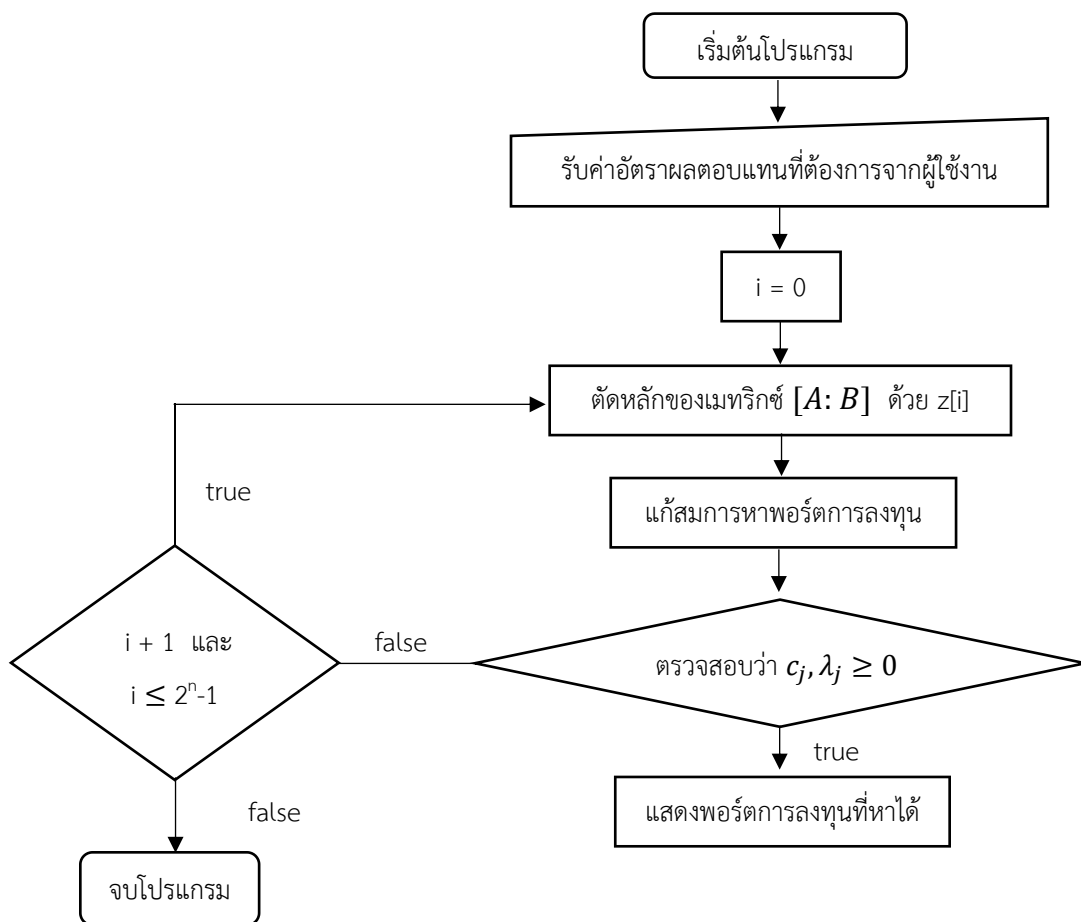 เริ่มต้นโปรแกรม
รับค่าอัตราผลตอบแทนที่ต้องการจากผู้ใช้งาน
i = 0
ตัดหลักของเมทริกซ์ [A: B] ด้วย z[i]
แก้สมการหาพอร์ตการลงทุน
ตรวจสอบว่า c_j, λ_j ≥ 0
true
แสดงพอร์ตการลงทุนที่หาได้
false
i + 1 และ
i ≤ 2^n-1
true
false
จบโปรแกรม